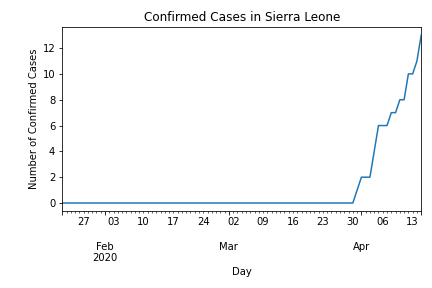 Confirmed Cases in Sierra Leone
Number of Confirmed Cases
12
10
8
6
4
2
0
27 03 10 17 24 02 09 16 23 30 06 13
Feb Mar Apr
2020
Day